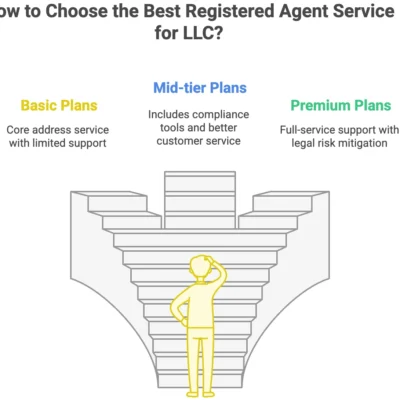 ow to Choose the Best Registered Agent Service
for LLC?
Mid-tier Plans
Basic Plans
Premium Plans
Includes compliance
tools and better
customer service
Core address service
with limited support
Full-service support with
legal risk mitigation